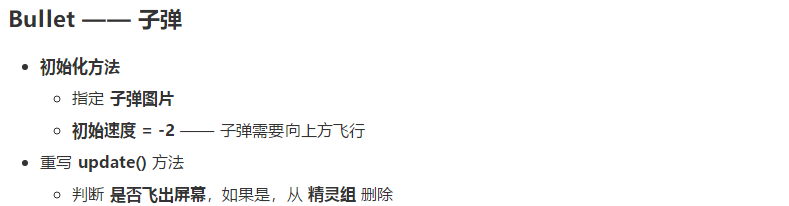 Bullet —— 子弹
初始化方法
指定 子弹图片
初始速度 = -2 —— 子弹需要向上方飞行
重写 update() 方法
判断 是否飞出屏幕，如果是，从 精灵组 删除